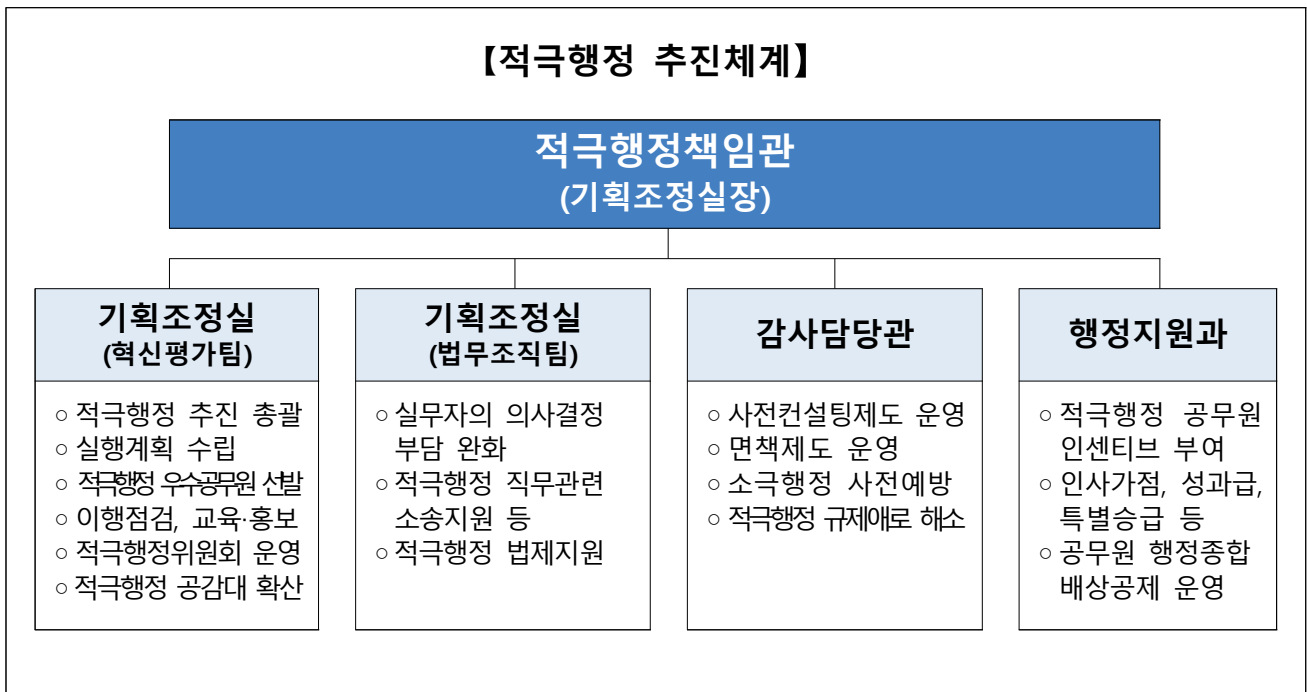 【적극행정 추진체계】
적극행정책임관
(기획조정실장)
기획조정실
(혁신평가팀)
○ 적극행정 추진 총괄
○ 실행계획 수립
○ 적극행정 우수공무원 선발
○ 이행점검, 교육·홍보
○ 적극행정위원회 운영
○ 적극행정 공감대 확산
기획조정실
(법무조직팀)
○ 실무자의 의사결정
부담 완화
○ 적극행정 직무관련
소송지원 등
○ 적극행정 법제지원
감사담당관
○ 사전컨설팅제도 운영
○ 면책제도 운영
○ 소극행정 사전예방
○ 적극행정 규제애로 해소
행정지원과
○ 적극행정 공무원
인센티브 부여
○ 인사가점, 성과급,
특별승급 등
○ 공무원 행정종합
배상공제 운영